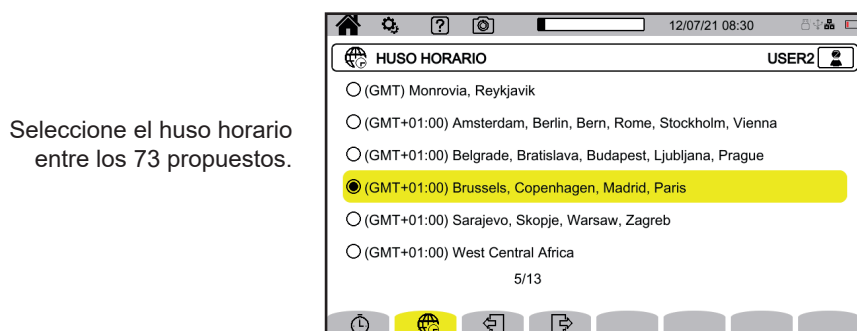 Seleccione el huso horario
entre los 73 propuestos.
12/07/21 08:30
HUSO HORARIO
USER2
(GMT) Monrovia, Reykjavik
(GMT+01:00) Amsterdam, Berlin, Bern, Rome, Stockholm, Vienna
(GMT+01:00) Belgrade, Bratislava, Budapest, Ljubljana, Prague
(GMT+01:00) Brussels, Copenhagen, Madrid, Paris
(GMT+01:00) Sarajevo, Skopje, Warsaw, Zagreb
(GMT+01:00) West Central Africa
5/13